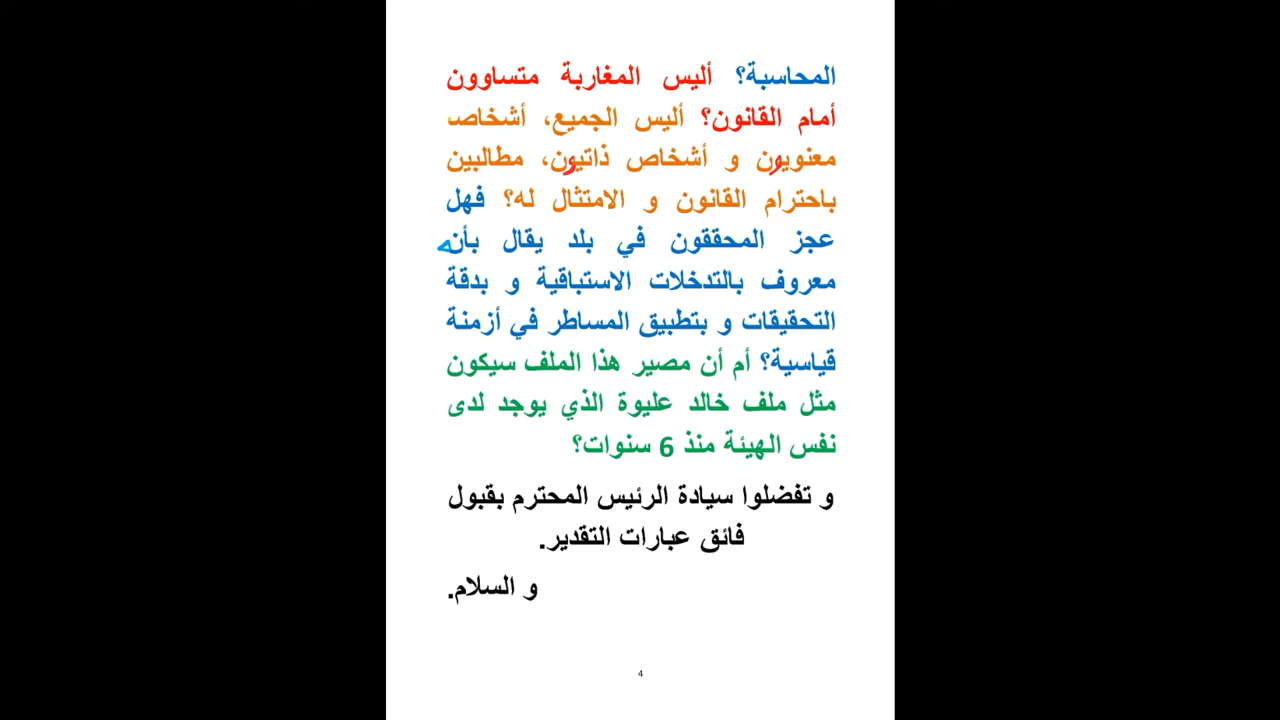 المحاسبة؟ أليس المغاربة متساوون
أمام القانون؟ أليس الجميع، أشخاص
معنويون و أشخاص ذاتيون، مطالبين
باحترام القانون و الامتثال له؟ فهل
عجز المحققون في بلد يقال بأنه
معروف بالتدخلات الاستباقية و بدقة
التحقيقات و بتطبيق المساطر في أزمنة
قياسية؟ أم أن مصير هذا الملف سيكون
مثل ملف خالد عليوة الذي يوجد لدى
نفس الهيئة منذ 6 سنوات؟
و تفضلوا سيادة الرئيس المحترم بقبول
فائق عبارات التقدير.
و السلام.
4